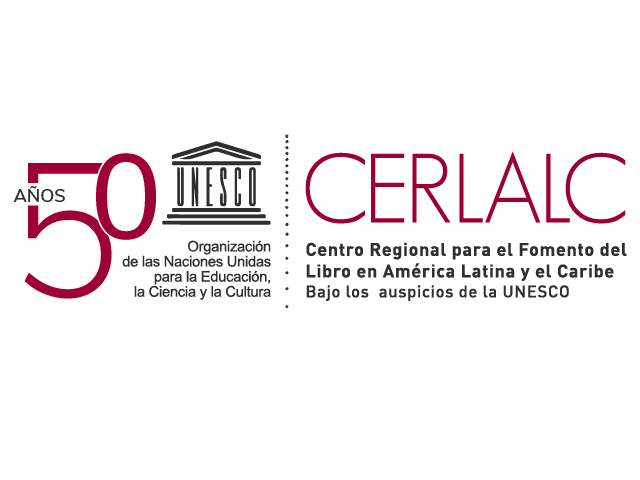 50
AÑOS
UNESCO
Organización
de las Naciones Unidas
para la Educación,
la Ciencia y la Cultura
CERLALC
Centro Regional para el Fomento del
Libro en América Latina y el Caribe
Bajo los auspicios de la UNESCO